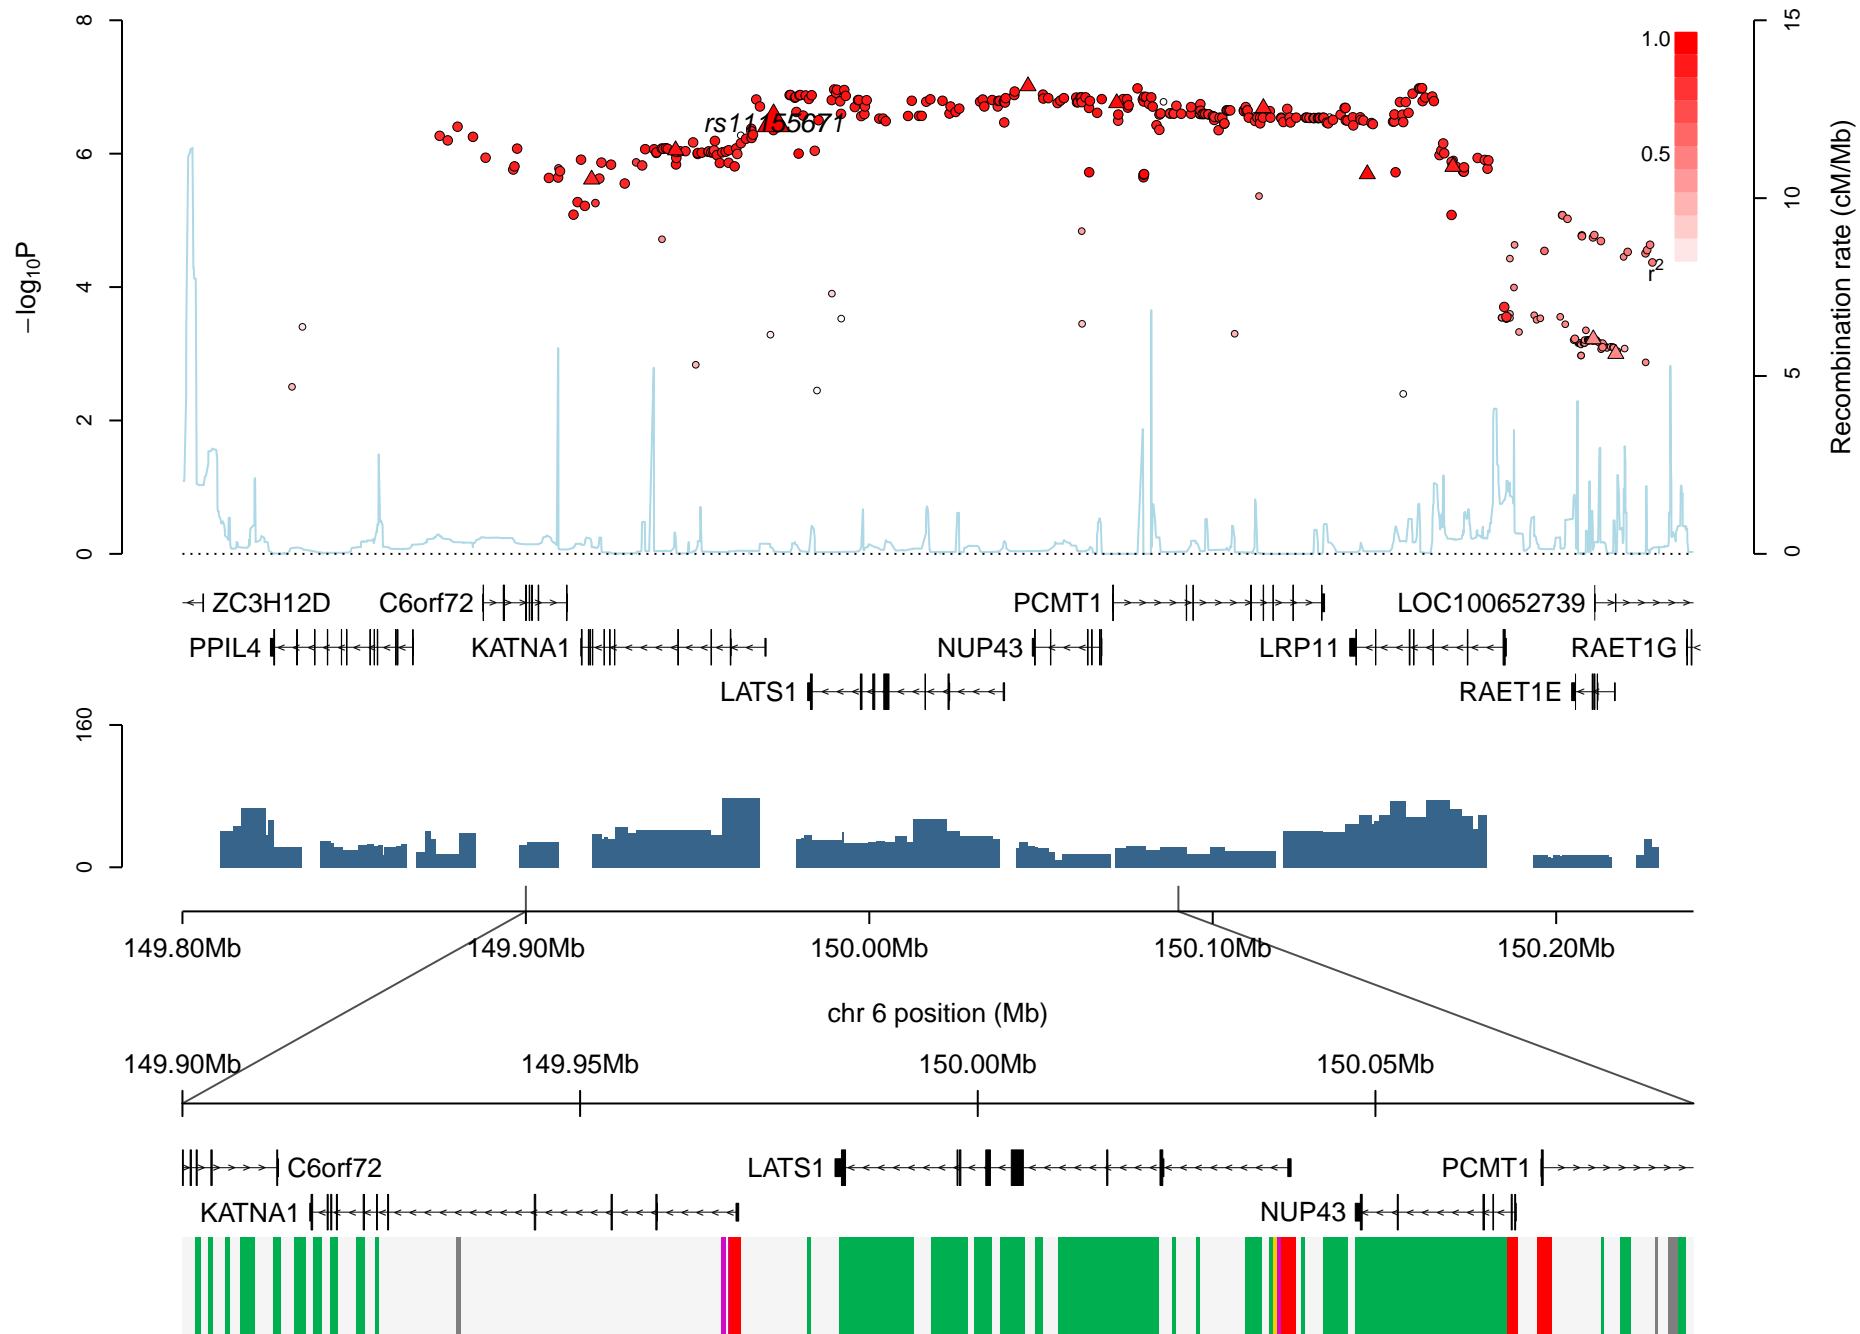 8
6
4
2
0
−log10P
15
10
5
0
Recombination rate (cM/Mb)
1.0
0.5
r2
rs11155671
ZC3H12D
C6orf72
PCMT1
LOC100652739
PPIL4
KATNA1
NUP43
LRP11
RAET1G
LATS1
RAET1E
160
0
149.80Mb 149.90Mb 150.00Mb 150.10Mb 150.20Mb
chr 6 position (Mb)
149.90Mb 149.95Mb 150.00Mb 150.05Mb
C6orf72
LATS1
PCMT1
KATNA1
NUP43